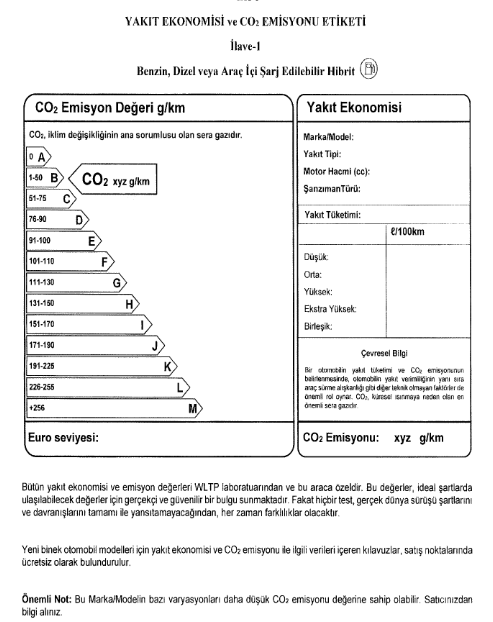 YAKIT EKONOMİSİ ve CO2 EMİSYONU ETİKETİ
İlave-1
Benzin, Dizel veya Araç İçi Şarj Edilebilir Hibrit
CO2 Emisyon Değeri g/km
CO2, iklim değişikliğinin ana sorumlusu olan sera gazıdır.
0 A
1-50 B
CO2 xyz g/km
51-75 C
76-90 D
91-100 E
101-110 F
111-130 G
131-150 H
151-170 I
171-190 J
191-225 K
226-255 L
+256 M
Euro seviyesi:
Yakıt Ekonomisi
Marka/Model:
Yakıt Tipi:
Motor Hacmi (cc):
ŞanzımanTürü:
Yakıt Tüketimi:
ℓ/100km
Düşük:
Orta:
Yüksek:
Ekstra Yüksek:
Birleşik:
Çevresel Bilgi
Bir otomobilin yakıt tüketimi ve CO2 emisyonunun
belirlenmesinde, otomobilin yakıt verimliliğinin yanı sıra
araç sürme alışkanlığı gibi diğer teknik olmayan faktörler de
önemli rol oynar. CO2, küresel ısınmaya neden olan en
önemli sera gazıdır.
CO2 Emisyonu: xyz g/km
Bütün yakıt ekonomisi ve emisyon değerleri WLTP laboratuarından ve bu araca özeldir. Bu değerler, ideal şartlarda
ulaşılabilecek değerler için gerçekçi ve güvenilir bir bulgu sunmaktadır. Fakat hiçbir test, gerçek dünya sürüşü şartlarını
ve davranışlarını tamamı ile yansıtamayacağından, her zaman farklılıklar olacaktır.
Yeni binek otomobil modelleri için yakıt ekonomisi ve CO2 emisyonu ile ilgili verileri içeren kılavuzlar, satış noktalarında
ücretsiz olarak bulundurulur.
Önemli Not: Bu Marka/Modelin bazı varyasyonları daha düşük CO2 emisyonu değerine sahip olabilir. Satıcınızdan
bilgi alınız.